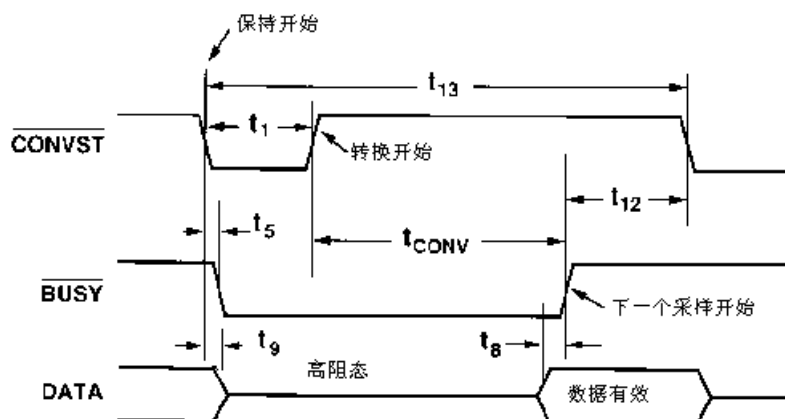 保持开始
t13
CONVST
t1
转换开始
t12
t5
tCONV
BUSY
下一个采样开始
t9
t8
高阻态
DATA
数据有效